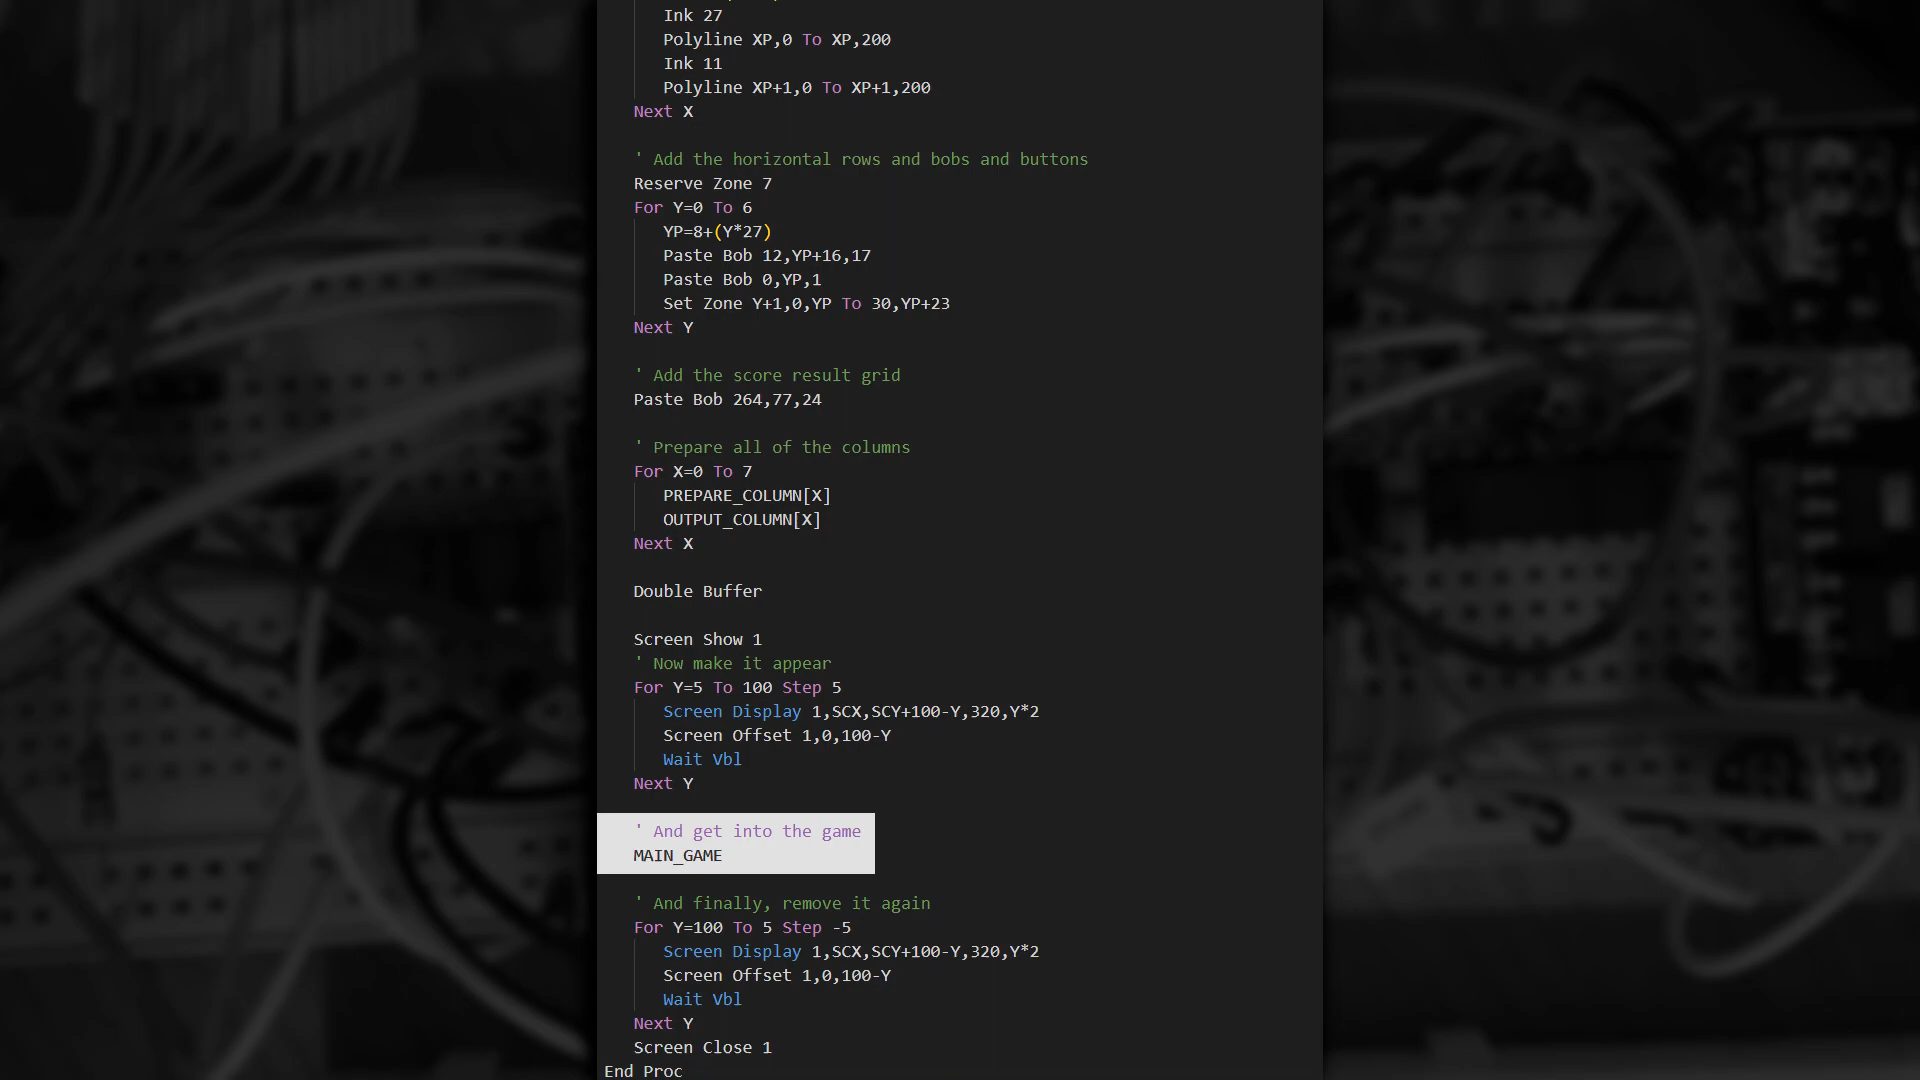 Ink 27
Polyline XP,0 To XP,200
Ink 11
Polyline XP+1,0 To XP+1,200
Next X
' Add the horizontal rows and bobs and buttons
Reserve Zone 7
For Y=0 To 6
YP=8+(Y*27)
Paste Bob 12,YP+16,17
Paste Bob 0,YP,1
Set Zone Y+1,0,YP To 30,YP+23
Next Y
' Add the score result grid
Paste Bob 264,77,24
' Prepare all of the columns
For X=0 To 7
PREPARE_COLUMN[X]
OUTPUT_COLUMN[X]
Next X
Double Buffer
Screen Show 1
' Now make it appear
For Y=5 To 100 Step 5
Screen Display 1,SCX,SCY+100-Y,320,Y*2
Screen Offset 1,0,100-Y
Wait Vbl
Next Y
' And get into the game
MAIN_GAME
' And finally, remove it again
For Y=100 To 5 Step -5
Screen Display 1,SCX,SCY+100-Y,320,Y*2
Screen Offset 1,0,100-Y
Wait Vbl
Next Y
Screen Close 1
End Proc